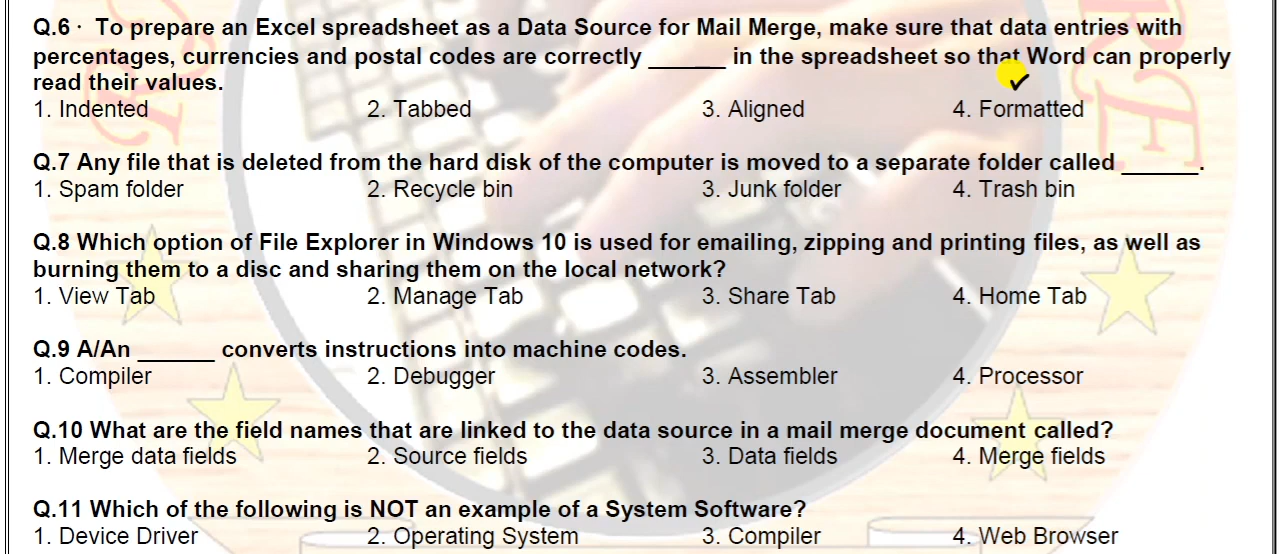 Q.6 · To prepare an Excel spreadsheet as a Data Source for Mail Merge, make sure that data entries with
percentages, currencies and postal codes are correctly ______ in the spreadsheet so that Word can properly
read their values.
1. Indented 2. Tabbed 3. Aligned 4. Formatted
Q.7 Any file that is deleted from the hard disk of the computer is moved to a separate folder called ______.
1. Spam folder 2. Recycle bin 3. Junk folder 4. Trash bin
Q.8 Which option of File Explorer in Windows 10 is used for emailing, zipping and printing files, as well as
burning them to a disc and sharing them on the local network?
1. View Tab 2. Manage Tab 3. Share Tab 4. Home Tab
Q.9 A/An ______ converts instructions into machine codes.
1. Compiler 2. Debugger 3. Assembler 4. Processor
Q.10 What are the field names that are linked to the data source in a mail merge document called?
1. Merge data fields 2. Source fields 3. Data fields 4. Merge fields
Q.11 Which of the following is NOT an example of a System Software?
1. Device Driver 2. Operating System 3. Compiler 4. Web Browser